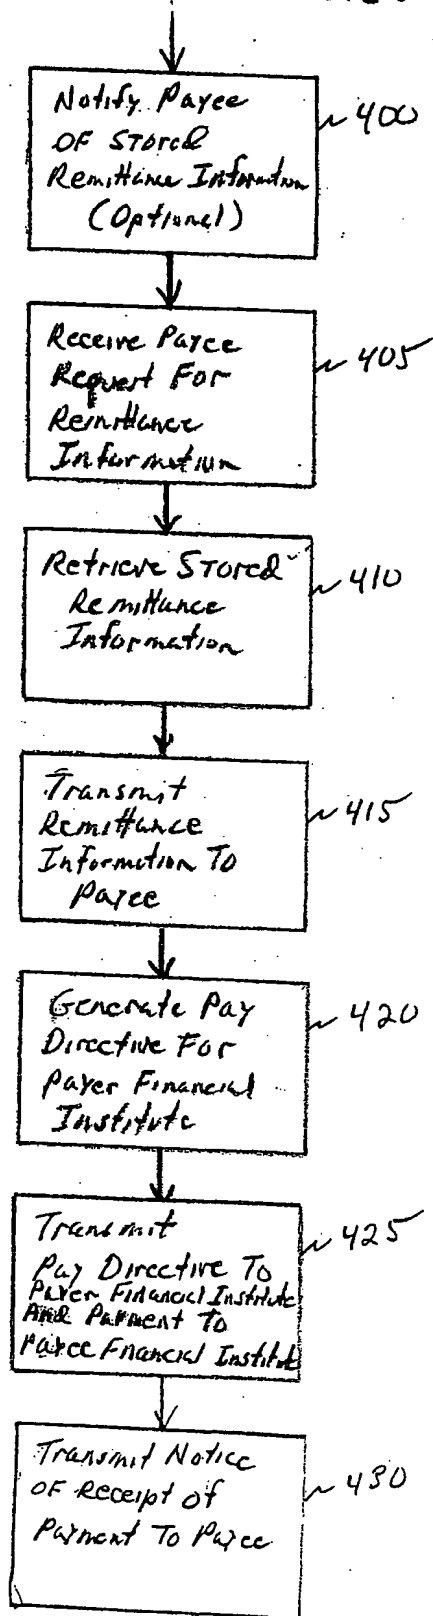 Notify Payee
OF Stored
Remittance Information
(Optional)
400
Receive Payee
Request For
Remittance
Information
405
Retrieve Stored
Remittance
Information
410
Transmit
Remittance
Information To
Payee
415
Generate Pay
Directive For
Payer Financial
Institute
420
Transmit
Pay Directive To
Payer Financial Institute
And Payment To
Payee Financial Institute
425
Transmit Notice
of Receipt of
Payment To Payee
430